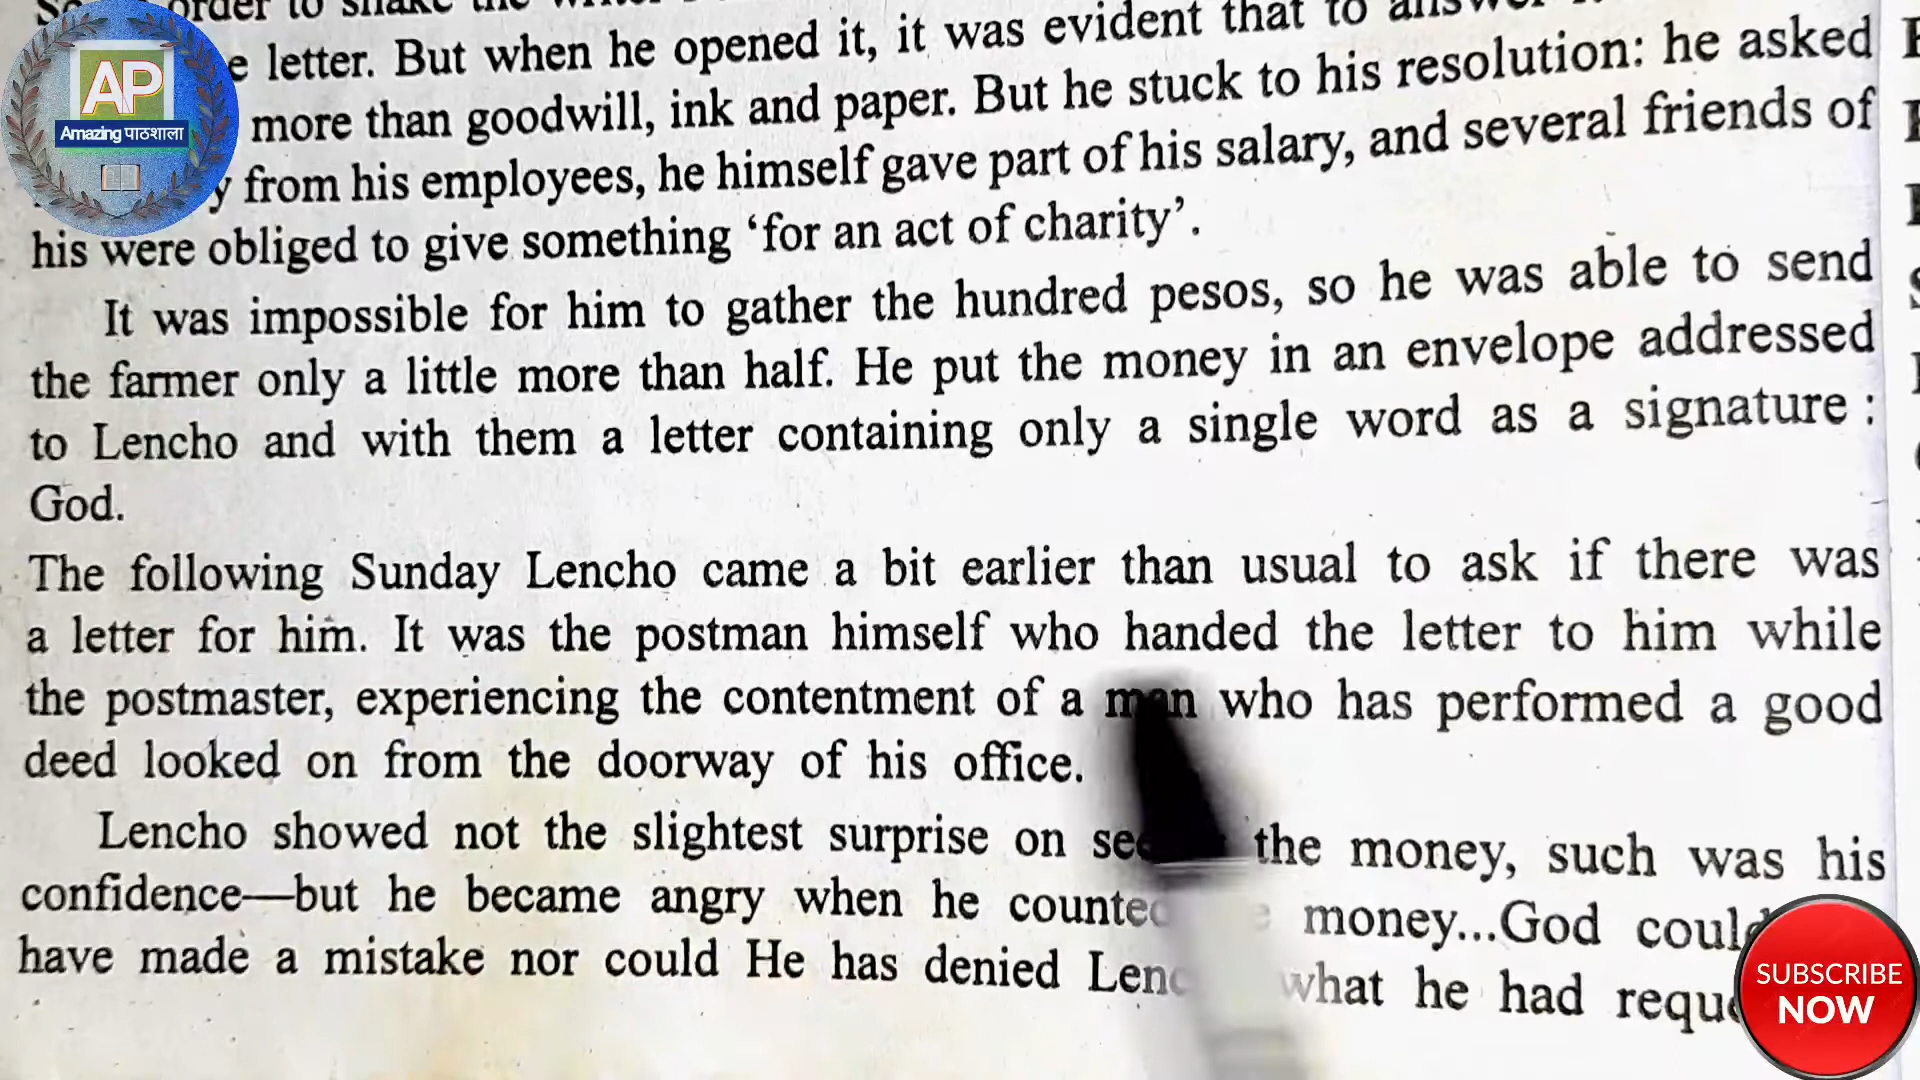 order to shake the
e letter. But when he opened it, it was evident that to answer
more than goodwill, ink and paper. But he stuck to his resolution: he asked
y from his employees, he himself gave part of his salary, and several friends of
his were obliged to give something ‘for an act of charity’.
It was impossible for him to gather the hundred pesos, so he was able to send
the farmer only a little more than half. He put the money in an envelope addressed
to Lencho and with them a letter containing only a single word as a signature :
God.
The following Sunday Lencho came a bit earlier than usual to ask if there was
a letter for him. It was the postman himself who handed the letter to him while
the postmaster, experiencing the contentment of a man who has performed a good
deed looked on from the doorway of his office.
Lencho showed not the slightest surprise on the money, such was his
confidence—but he became angry when he money...God
have made a mistake nor could He has denied what he had
AP
Amazing पाठशाला
SUBSCRIBE
NOW